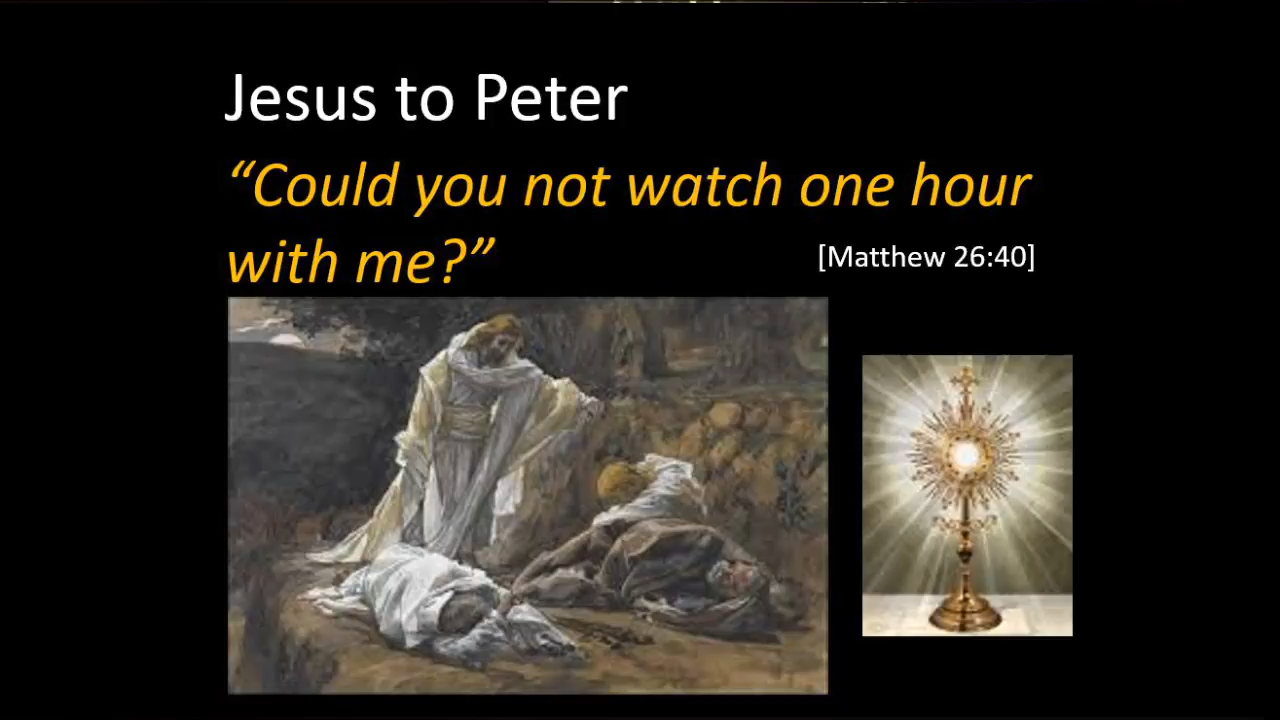 Jesus to Peter
“Could you not watch one hour
with me?”
[Matthew 26:40]